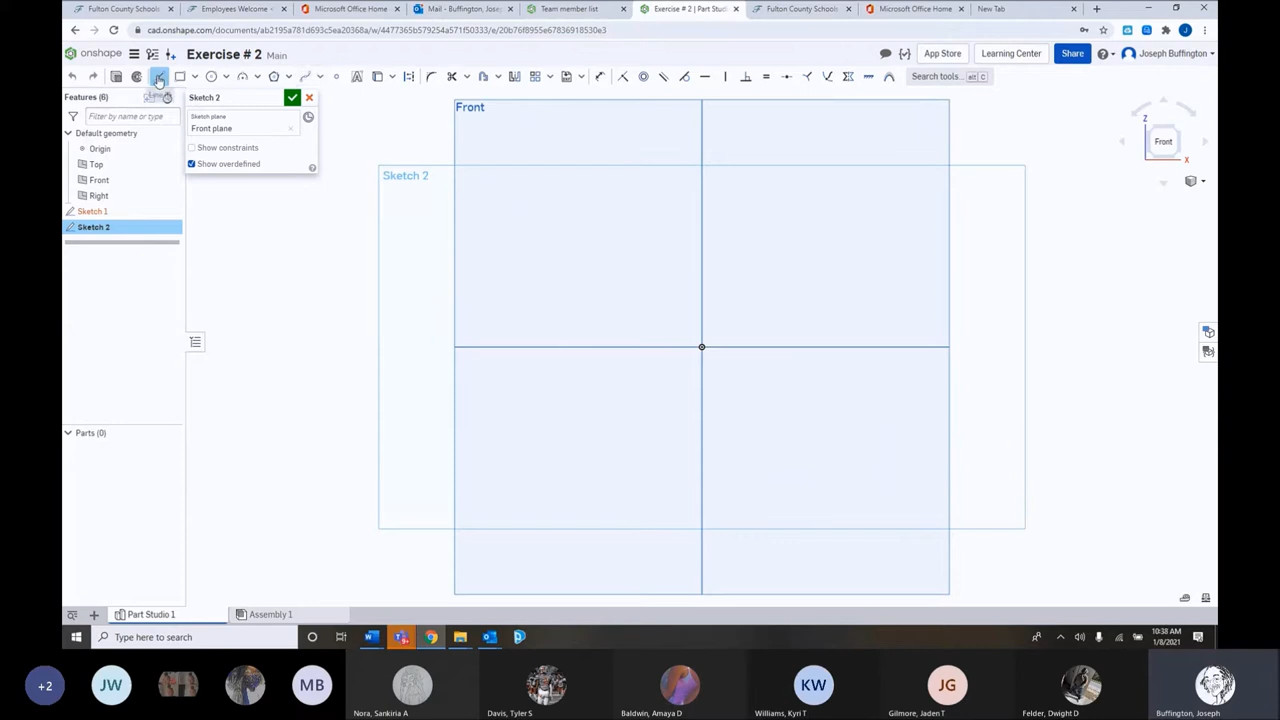 Fulton County Schools
Employees Welcome -
Microsoft Office Home
Mail - Buffington, Jose
Team member list
Exercise # 2 | Part Studi
Fulton County Schools
Microsoft Office Home
New Tab
cad.onshape.com/documents/ab2195a781d693c5ea20368a/w/4477365b57924a571f50333/e/20b76f8955e67836918530e3
onshape
Exercise # 2
Main
App Store
Learning Center
Share
Joseph Buffington
Search tools...
alt
C
Features (6)
Filter by name or type
Default geometry
Origin
Top
Front
Right
Sketch 1
Sketch 2
Parts (0)
Sketch 2
Sketch plane
Front plane
Show constraints
Show overdefined
Front
Sketch 2
Z
Front
X
Part Studio 1
Assembly 1
Type here to search
10:38 AM
1/8/2021
+2
JW
MB
KW
JG
Nora, Sankiria A
Davis, Tyler S
Baldwin, Amaya D
Williams, Kyri T
Gilmore, Jaden T
Felder, Dwight D
Buffington, Joseph